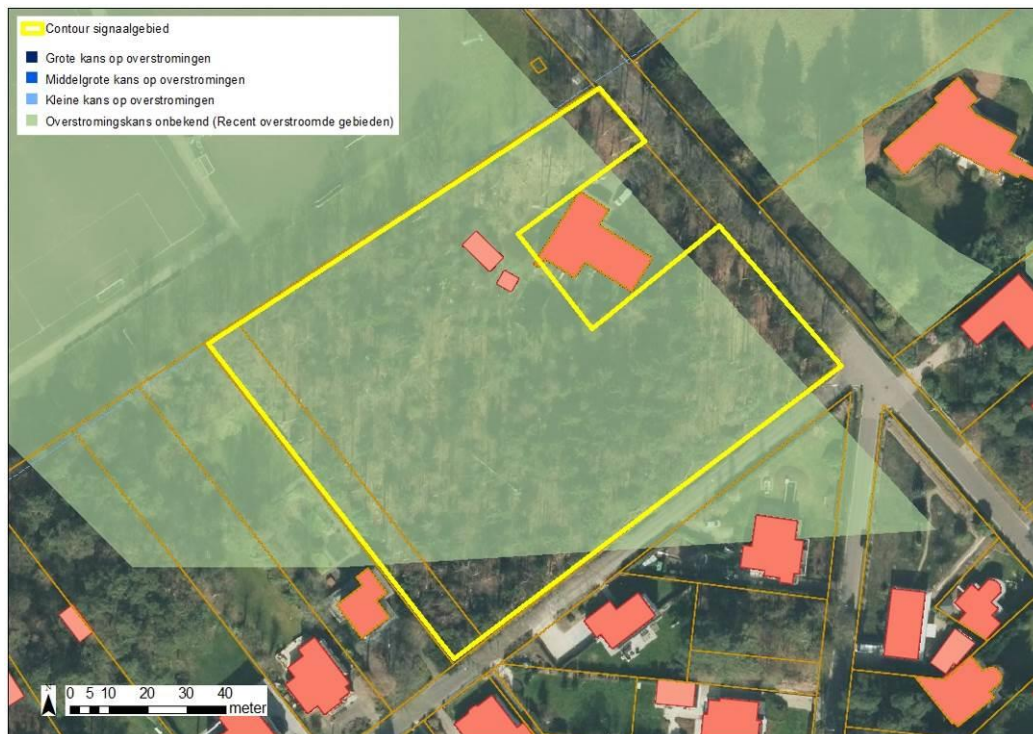 Contour signaalgebied
Grote kans op overstromingen
Middelgrote kans op overstromingen
Kleine kans op overstromingen
Overstromingskans onbekend (Recent overstroomde gebieden)
0 5 10 20 30 40
meter